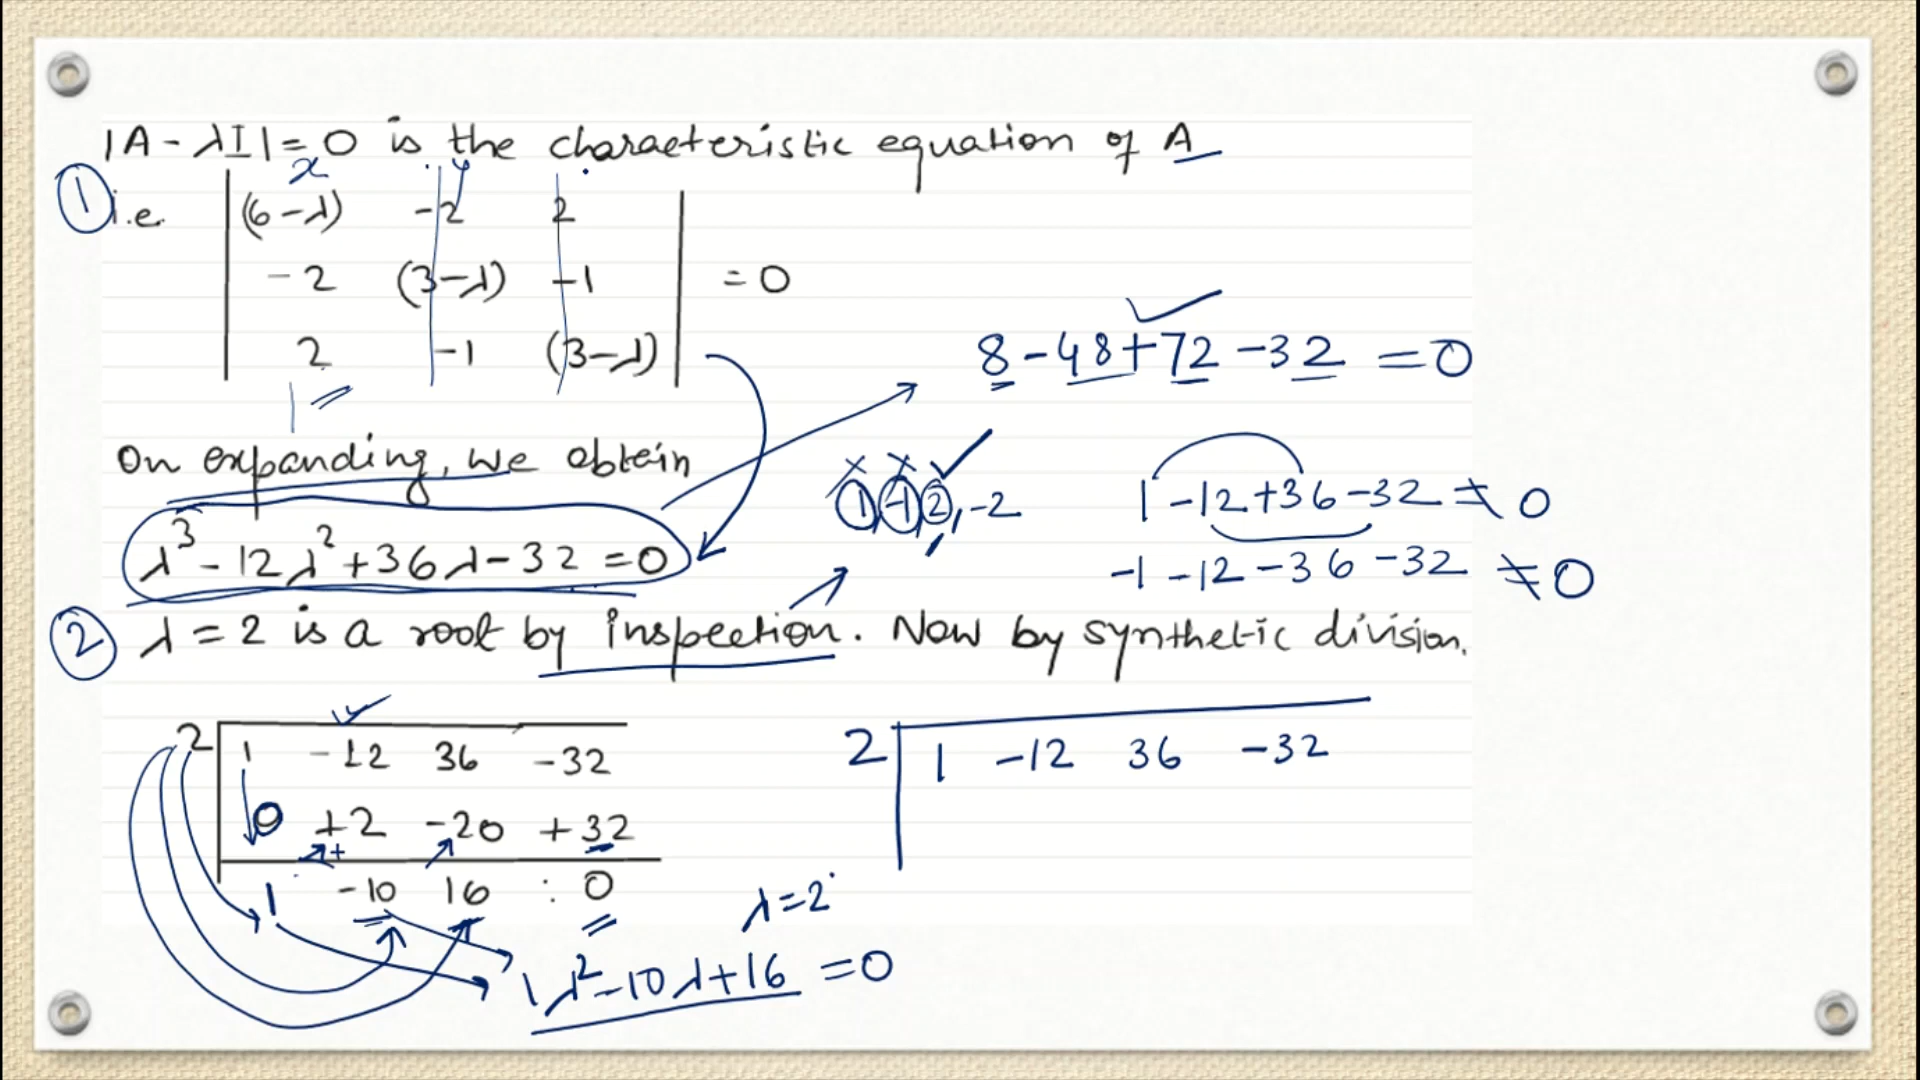 |A - λI| = 0 is the characteristic equation of A
x y
① i.e. |(6-λ) -2 2|
|-2 (3-λ) -1| = 0
|2 -1 (3-λ)|
8 - 48 + 72 - 32 = 0
On expanding, we obtain
1, -1, 2, -2
1 - 12 + 36 - 32 ≠ 0
λ³ - 12λ² + 36λ - 32 = 0
-1 - 12 - 36 - 32 ≠ 0
② λ = 2 is a root by inspection. Now by synthetic division.
2 | 1 -12 36 -32
0 +2 -20 +32
+
1 -10 16 : 0
2 | 1 -12 36 -32
λ = 2
1λ² - 10λ + 16 = 0